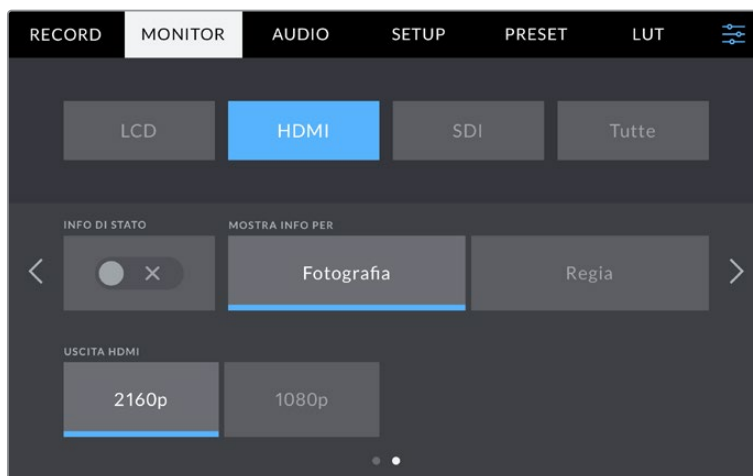 RECORD MONITOR AUDIO SETUP PRESET LUT
LCD HDMI SDI Tutte
INFO DI STATO MOSTRA INFO PER
Fotografia Regia
USCITA HDMI
2160p 1080p